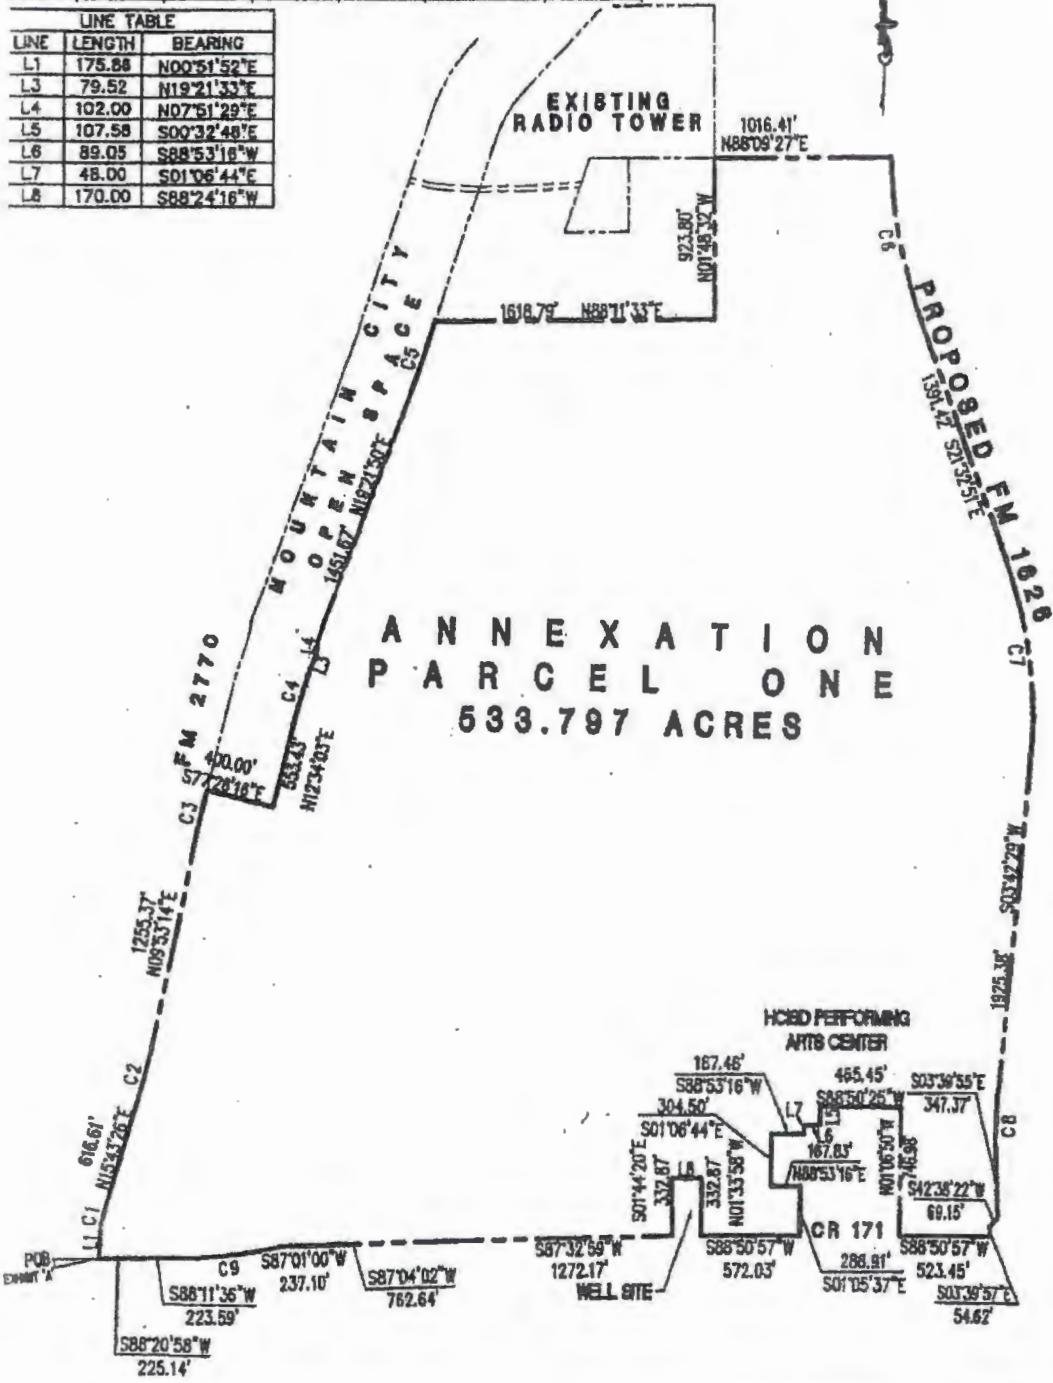 LINE TABLE
LINE LENGTH BEARING
L1 175.88 N00°51'52"E
L3 79.52 N19°21'33"E
L4 102.00 N07°51'29"E
L5 107.58 S00°32'48"E
L6 89.05 S88°53'16"W
L7 48.00 S01°06'44"E
L8 170.00 S88°24'16"W
EXISTING
RADIO TOWER
1016.41'
N88°09'27"E
923.80'
N01°48'32"W
C6
1618.79' N88°11'33"E
MOUNTAIN CITY
OPEN SPACE
C5
PROPOSED FM 1626
1391.42' S21°32'51"E
1451.67' N19°21'50"E
ANNEXATION
PARCEL ONE
533.797 ACRES
L4
L3
C4
C7
FM 2770
400.00'
S77°26'16"E
553.43'
N12°34'03"E
C3
1255.37'
N09°53'14"E
S03°42'29"W
1925.38'
C2
616.61'
N15°43'26"E
HCISD PERFORMING
ARTS CENTER
187.46'
S88°53'16"W
465.45'
S88°50'25"W
S03°39'55"E
347.37'
304.50'
S01°06'44"E
L7
L5
L6
C8
167.83'
N88°53'16"E
N01°06'50"W
746.98
S01°44'20"E
332.87'
L8
332.87'
N01°33'58"W
S42°38'22"W
69.15'
C1
L1
POB
EXHIBIT "A"
CR 171
C9
S87°01'00"W
237.10'
S87°04'02"W
762.64'
S87°32'59"W
1272.17'
S88°50'57"W
572.03'
S88°50'57"W
523.45'
WELL SITE
288.91'
S01°05'37"E
S03°39'57"E
54.62'
S88°11'36"W
223.59'
S88°20'58"W
225.14'